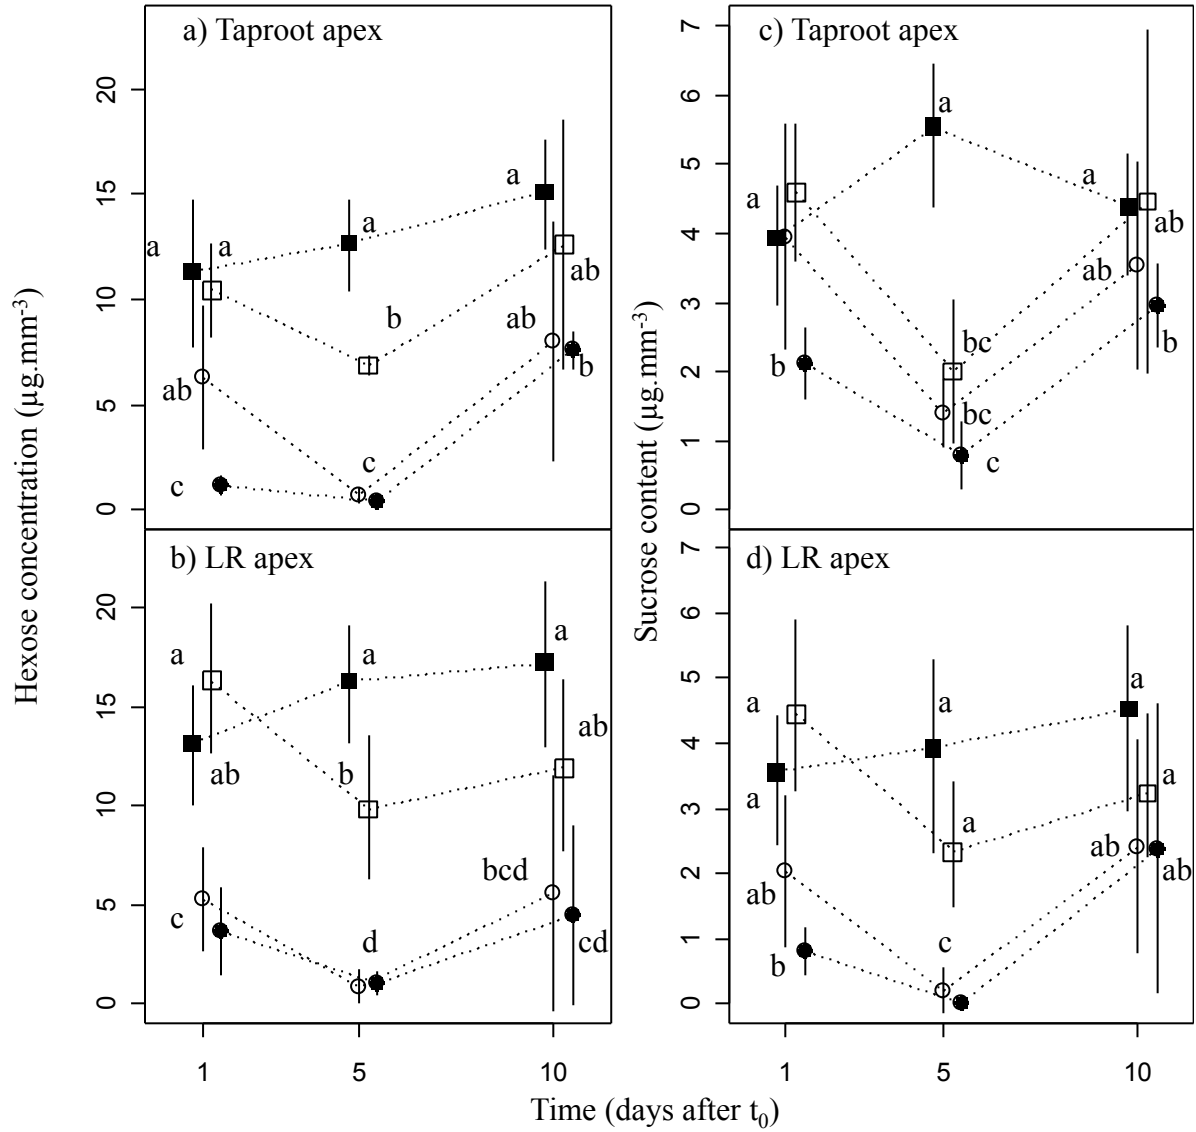 a) Taproot apex
20
15
10
5
0
a
a
a
a
b
ab
ab
ab
b
c
c
c) Taproot apex
7
6
5
4
3
2
1
0
a
a
a
ab
ab
bc
b
b
bc
c
Hexose concentration (µg.mm-3)
Sucrose content (µg.mm-3)
b) LR apex
20
15
10
5
0
a
a
a
ab
ab
b
bcd
c
d
cd
d) LR apex
7
6
5
4
3
2
1
0
a
a
a
a
a
a
ab
ab
ab
c
b
1
5
10
1
5
10
Time (days after t0)